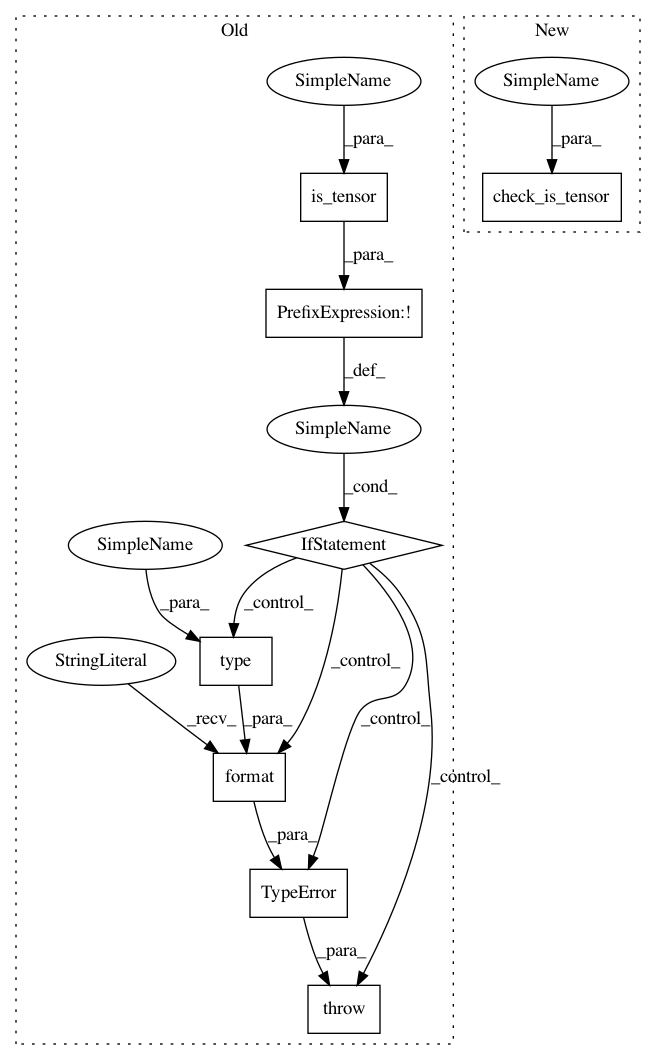 Old
New
SimpleName
SimpleName
_para_
_para_
is_tensor
check_is_tensor
_para_
PrefixExpression:!
_def_
SimpleName
_cond_
SimpleName
IfStatement
_para_
_control_
StringLiteral
type
_control_
_recv_
_para_
_control_
format
_control_
_para_
TypeError
_para_
throw